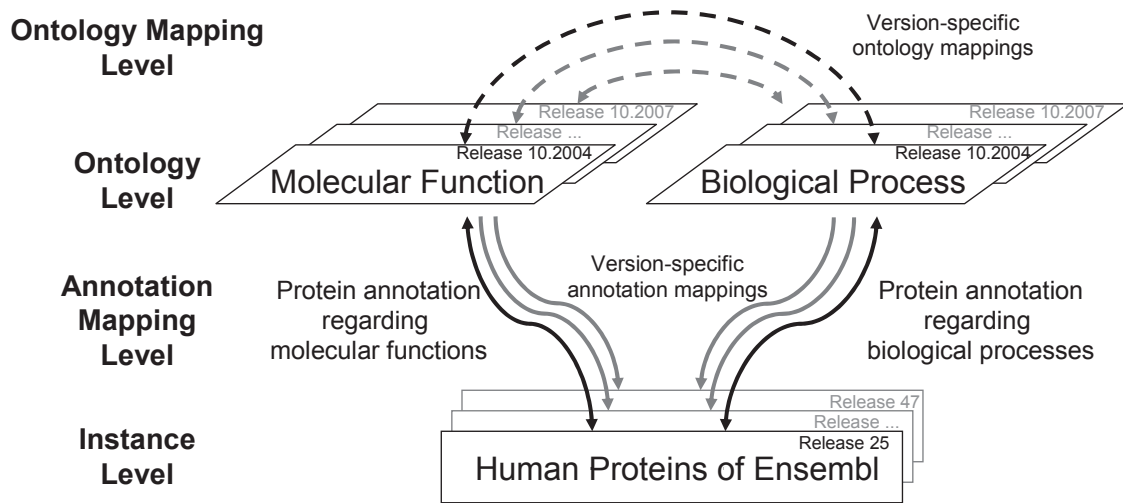 Ontology Mapping
Level
Version-specific
ontology mappings
Release 10.2007
Release ...
Release 10.2004
Molecular Function
Release 10.2007
Release ...
Release 10.2004
Biological Process
Ontology
Level
Annotation
Mapping
Level
Protein annotation
regarding
molecular functions
Version-specific
annotation mappings
Protein annotation
regarding
biological processes
Instance
Level
Release 47
Release ...
Release 25
Human Proteins of Ensembl